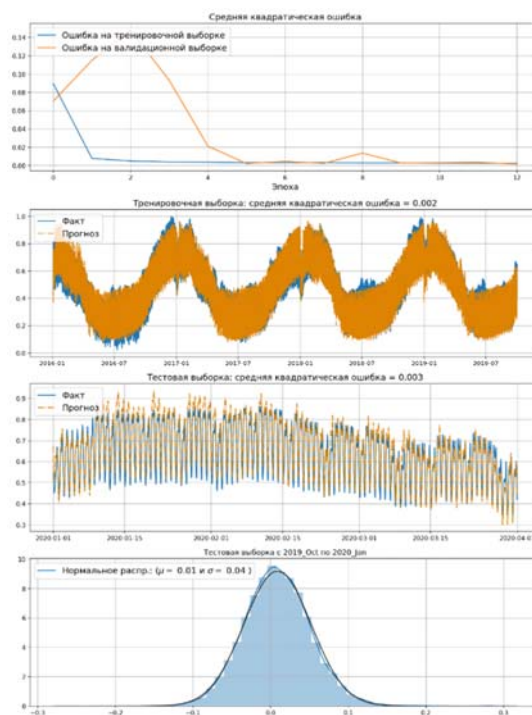 Средняя квадратическая ошибка
Ошибка на тренировочной выборке
Ошибка на валидационной выборке
0.14
0.12
0.10
0.08
0.06
0.04
0.02
0.00
0 2 4 6 8 10 12
Эпоха
Тренировочная выборка: средняя квадратическая ошибка = 0.002
Факт
Прогноз
1.0
0.8
0.6
0.4
0.2
0.0
2016-01 2016-07 2017-01 2017-07 2018-01 2018-07 2019-01 2019-07
Тестовая выборка: средняя квадратическая ошибка = 0.003
Факт
Прогноз
0.9
0.8
0.7
0.6
0.5
0.4
0.3
2020-01-01 2020-01-15 2020-02-01 2020-02-15 2020-03-01 2020-03-15 2020-04-0
Тестовая выборка с 2019_Oct по 2020_Jan
Нормальное распр.: (μ = 0.01 и σ = 0.04 )
10
8
6
4
2
0
−0.3 −0.2 −0.1 0.0 0.1 0.2 0.3